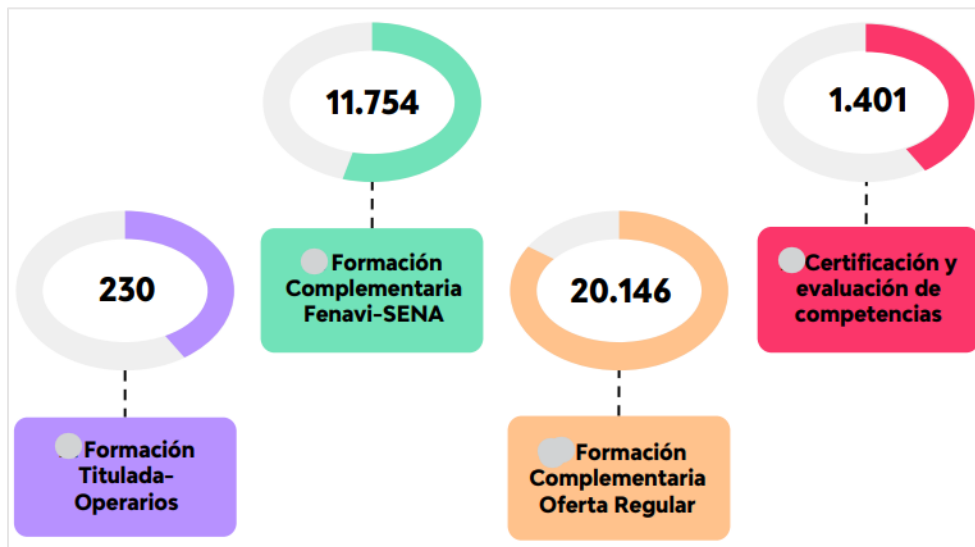 230
Formación
Titulada-
Operarios
11.754
Formación
Complementaria
Fenavi-SENA
20.146
Formación
Complementaria
Oferta Regular
1.401
Certificación y
evaluación de
competencias